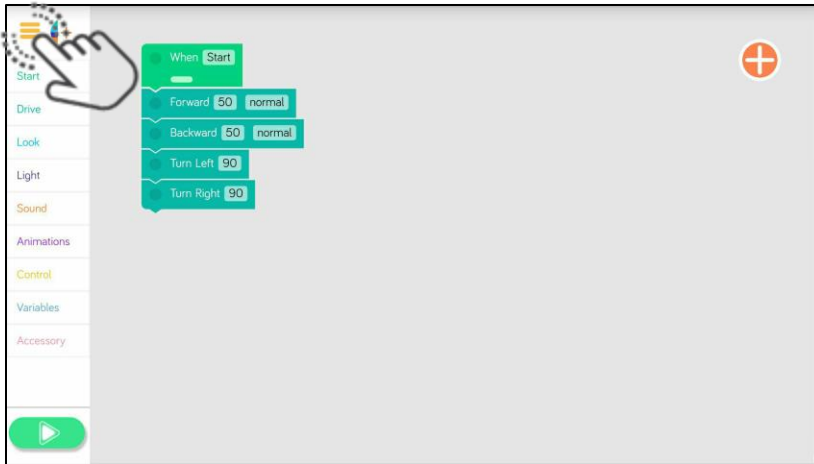 Start
Drive
Look
Light
Sound
Animations
Control
Variables
Accessory
When Start
Forward 50 normal
Backward 50 normal
Turn Left 90
Turn Right 90